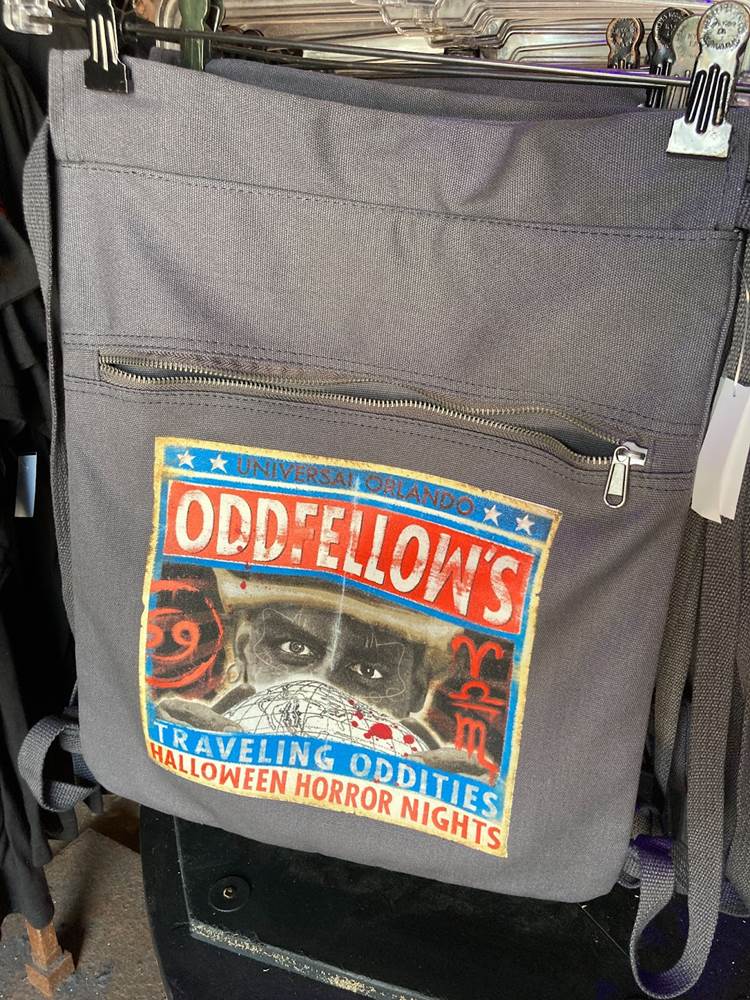 UNIVERSAL ORLANDO
ODDFELLOW'S
TRAVELING ODDITIES
HALLOWEEN HORROR NIGHTS